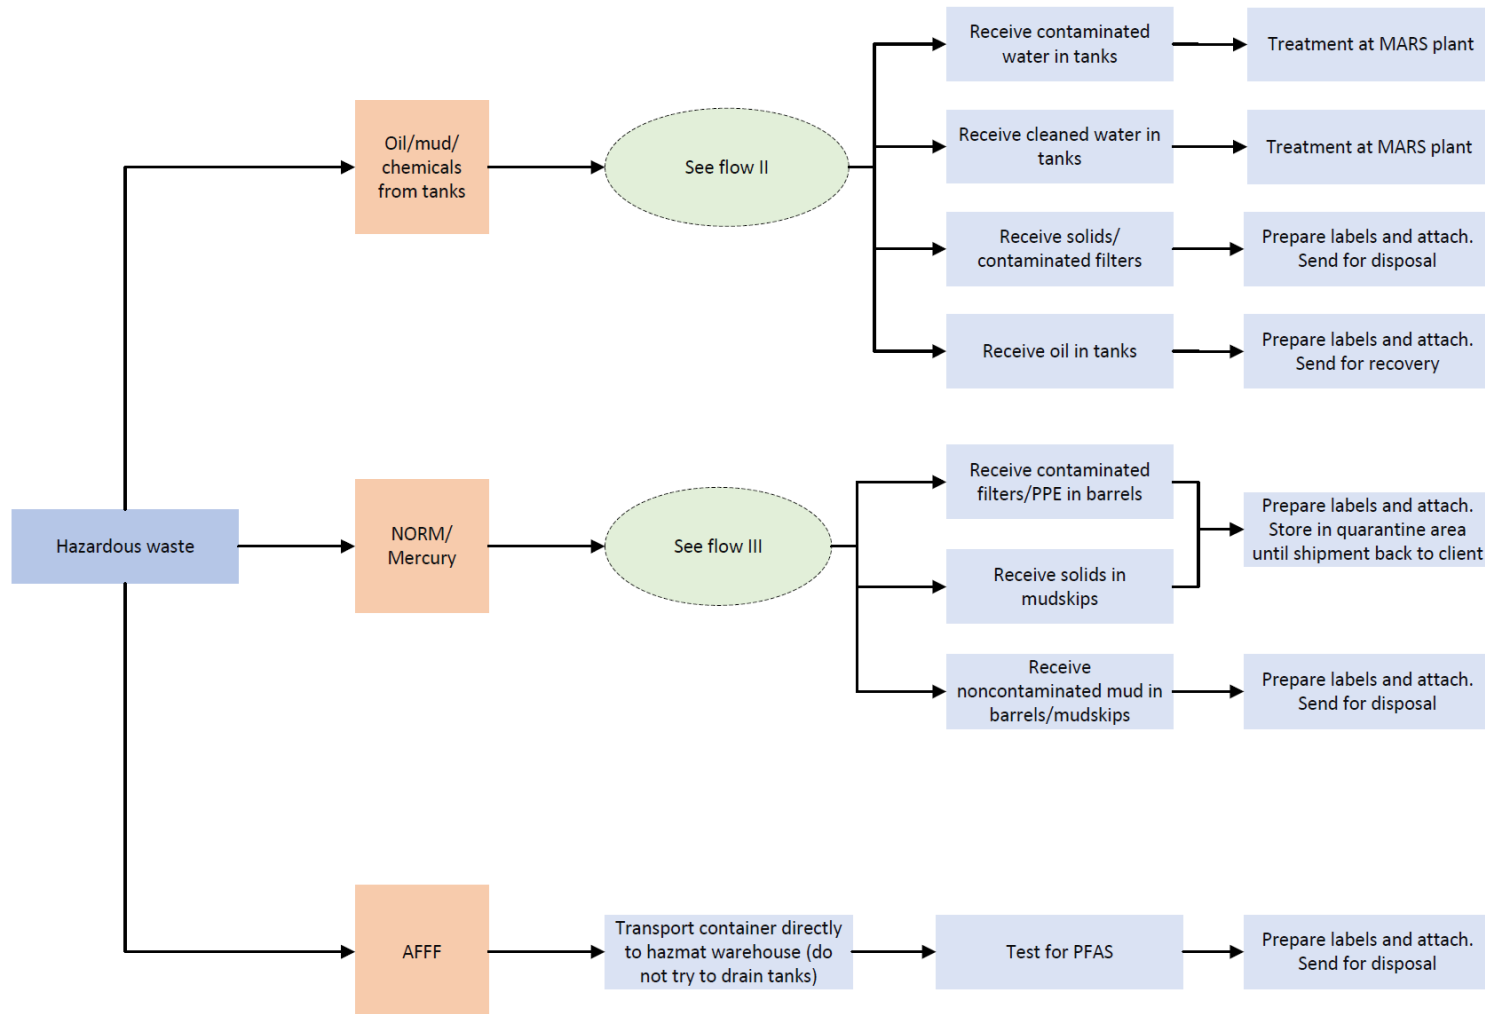 Receive contaminated
water in tanks
Treatment at MARS plant
Oil/mud/
chemicals
from tanks
See flow II
Receive cleaned water in
tanks
Treatment at MARS plant
Receive solids/
contaminated filters
Prepare labels and attach.
Send for disposal
Receive oil in tanks
Prepare labels and attach.
Send for recovery
Hazardous waste
NORM/
Mercury
See flow III
Receive contaminated
filters/PPE in barrels
Receive solids in
mudskips
Prepare labels and attach.
Store in quarantine area
until shipment back to client
Receive
noncontaminated mud in
barrels/mudskips
Prepare labels and attach.
Send for disposal
AFFF
Transport container directly
to hazmat warehouse (do
not try to drain tanks)
Test for PFAS
Prepare labels and attach.
Send for disposal